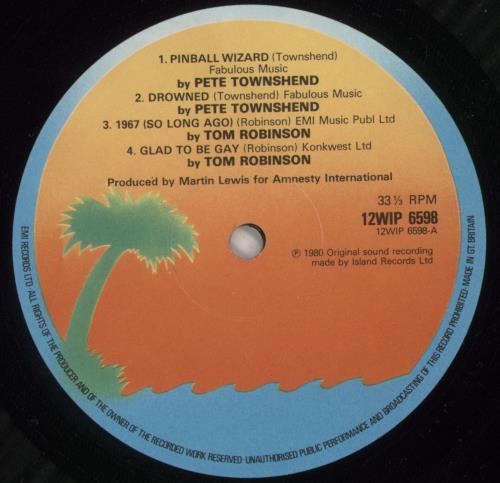 1. PINBALL WIZARD (Townshend)
Fabulous Music
by PETE TOWNSHEND
2. DROWNED (Townshend) Fabulous Music
by PETE TOWNSHEND
3. 1967 (SO LONG AGO) (Robinson) EMI Music Publ Ltd
by TOM ROBINSON
4. GLAD TO BE GAY (Robinson) Konkwest Ltd
by TOM ROBINSON
Produced by Martin Lewis for Amnesty International
33⅓ RPM
12WIP 6598
12WIP 6598-A
℗ 1980 Original sound recording
made by Island Records Ltd
EMI RECORDS LTD· ALL RIGHTS OF THE PRODUCER AND OF THE OWNER OF THE RECORDED WORK RESERVED· UNAUTHORISED PUBLIC PERFORMANCE AND BROADCASTING OF THIS RECORD PROHIBITED· MADE IN GT. BRITAIN